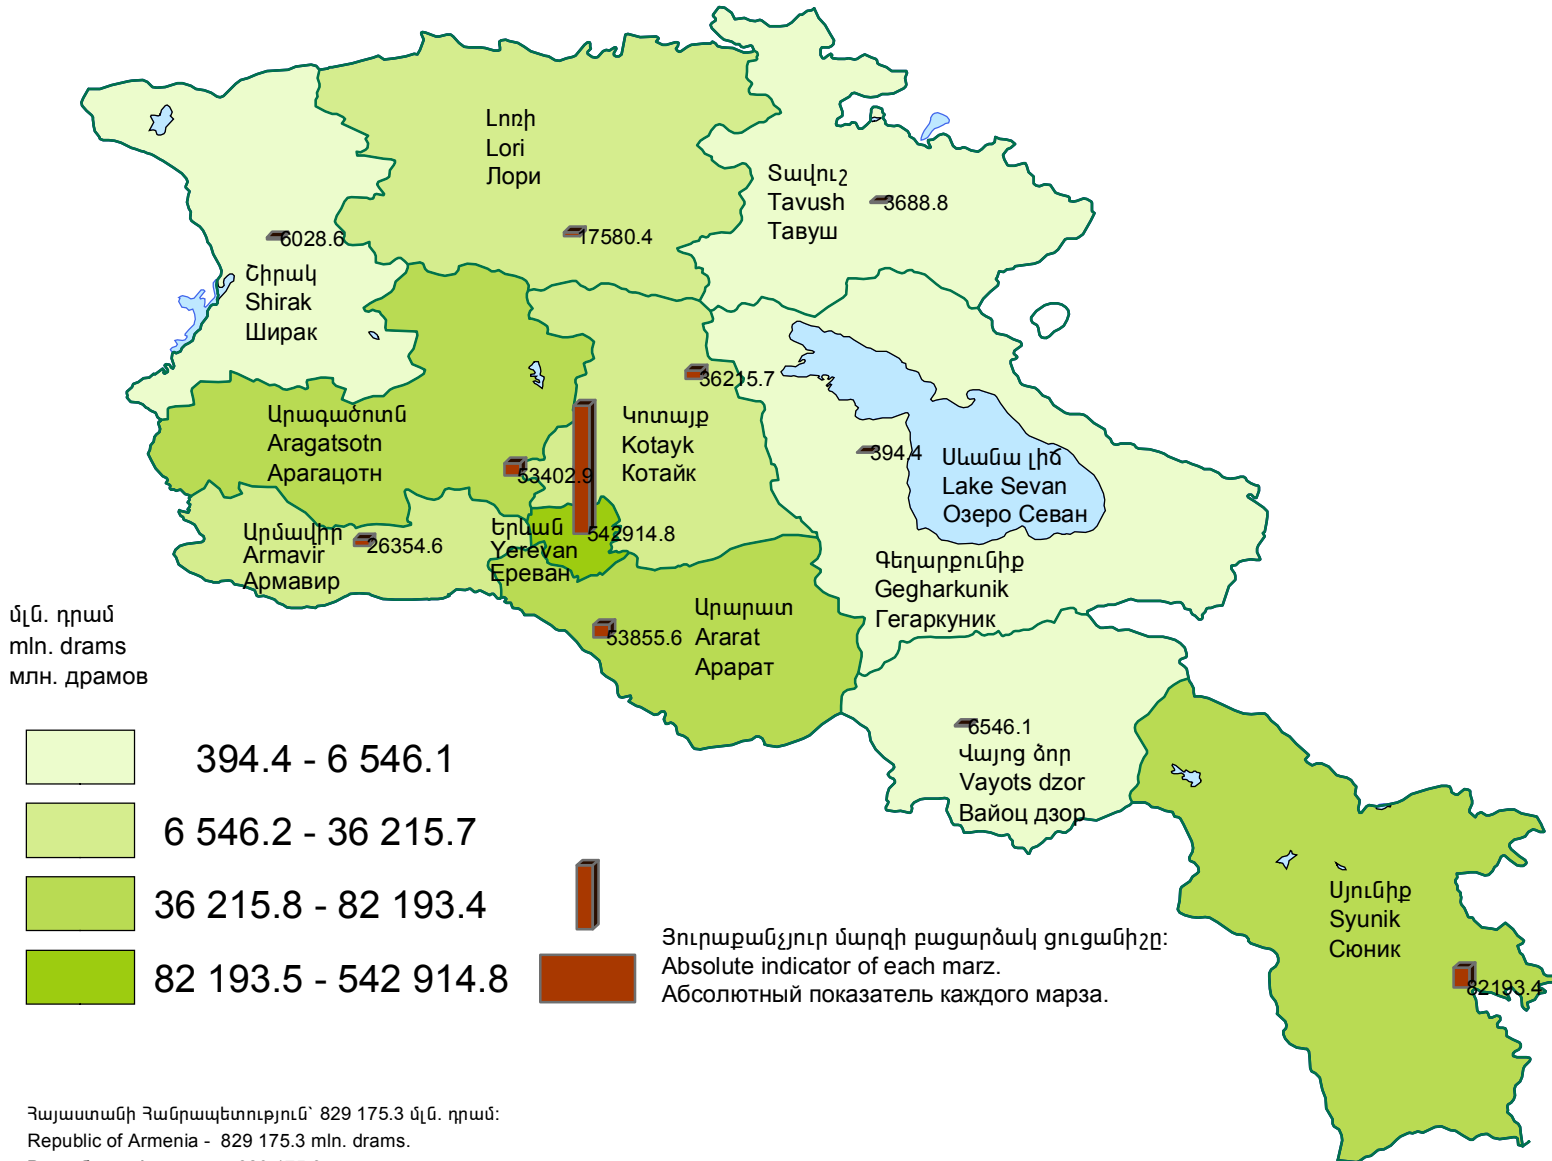 Լոռի
Lori
Лори
17580.4
Տավուշ
Tavush
Тавуш
3688.8
6028.6
Շիրակ
Shirak
Ширак
36215.7
Կոտայք
Kotayk
Котайк
Արագածոտն
Aragatsotn
Арагацотн
53402.9
394.4
Սևանա լիճ
Lake Sevan
Озеро Севан
Արմավիր
Armavir
Армавир
26354.6
Երևան
Yerevan
Ереван
542914.8
Գեղարքունիք
Gegharkunik
Гегаркуник
53855.6
Արարատ
Ararat
Арарат
6546.1
Վայոց ձոր
Vayots dzor
Вайоц дзор
Սյունիք
Syunik
Сюник
82193.4
մլն. դրամ
mln. drams
млн. драмов
394.4 - 6 546.1
6 546.2 - 36 215.7
36 215.8 - 82 193.4
82 193.5 - 542 914.8
Յուրաքանչյուր մարզի բացարձակ ցուցանիշը:
Absolute indicator of each marz.
Абсолютный показатель каждого марза.
Հայաստանի Հանրապետություն՝ 829 175.3 մլն. դրամ:
Republic of Armenia - 829 175.3 mln. drams.